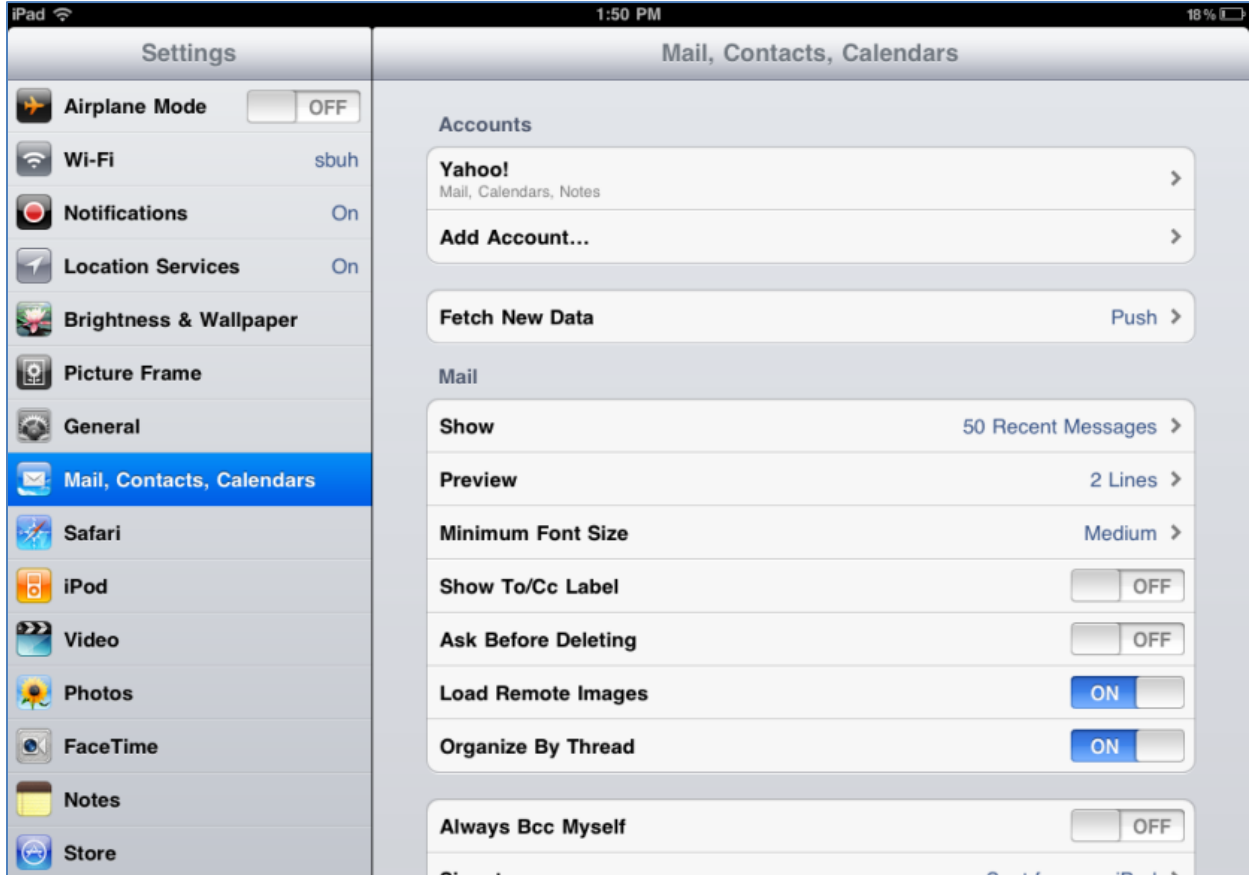 iPad 1:50 PM 18%
Settings
Airplane Mode OFF
Wi-Fi sbuh
Notifications On
Location Services On
Brightness & Wallpaper
Picture Frame
General
Mail, Contacts, Calendars
Safari
iPod
Video
Photos
FaceTime
Notes
Store
Mail, Contacts, Calendars
Accounts
Yahoo!
Mail, Calendars, Notes
Add Account...
Fetch New Data Push
Mail
Show 50 Recent Messages
Preview 2 Lines
Minimum Font Size Medium
Show To/Cc Label OFF
Ask Before Deleting OFF
Load Remote Images ON
Organize By Thread ON
Always Bcc Myself OFF